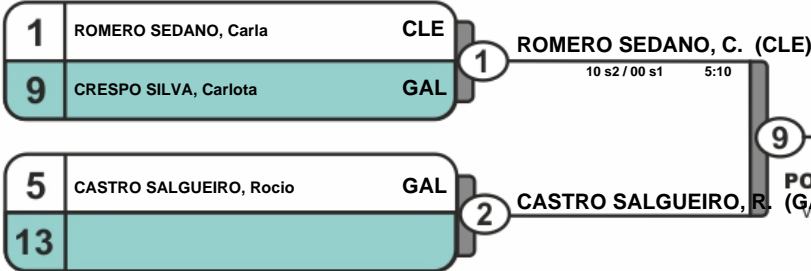 1 ROMERO SEDANO, Carla CLE
9 CRESPO SILVA, Carlota GAL
1
ROMERO SEDANO, C. (CLE)
10 s2 / 00 s1 5:10
9
5 CASTRO SALGUEIRO, Rocio GAL
13
2
CASTRO SALGUEIRO, R.